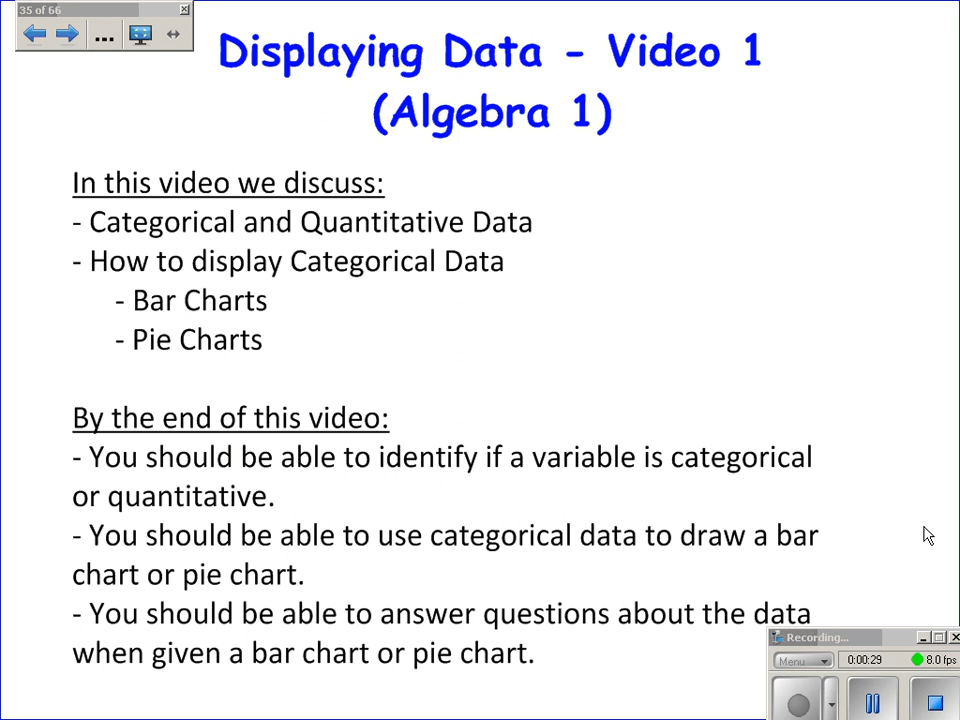 35 of 66
...
Displaying Data - Video 1
(Algebra 1)
In this video we discuss:
- Categorical and Quantitative Data
- How to display Categorical Data
- Bar Charts
- Pie Charts
By the end of this video:
- You should be able to identify if a variable is categorical
or quantitative.
- You should be able to use categorical data to draw a bar
chart or pie chart.
- You should be able to answer questions about the data
when given a bar chart or pie chart.
Recording...
Menu 0:00:29 8.0 fps